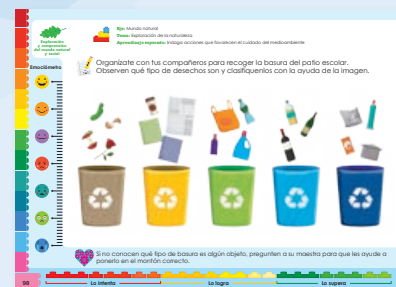 Exploración
y comprensión
del mundo natural
y social
Eje: Mundo natural
Tema: Exploración de la naturaleza
Aprendizaje esperado: Indaga acciones que favorecen el cuidado del medioambiente
Emociómetro
Organízate con tus compañeros para recoger la basura del patio escolar.
Observen qué tipo de desechos son y clasifíquenlos con la ayuda de la imagen.
Si no conocen qué tipo de basura es algún objeto, pregunten a su maestra para que les ayude a
ponerlo en el montón correcto.
98
Lo intenta
Lo logra
Lo supera